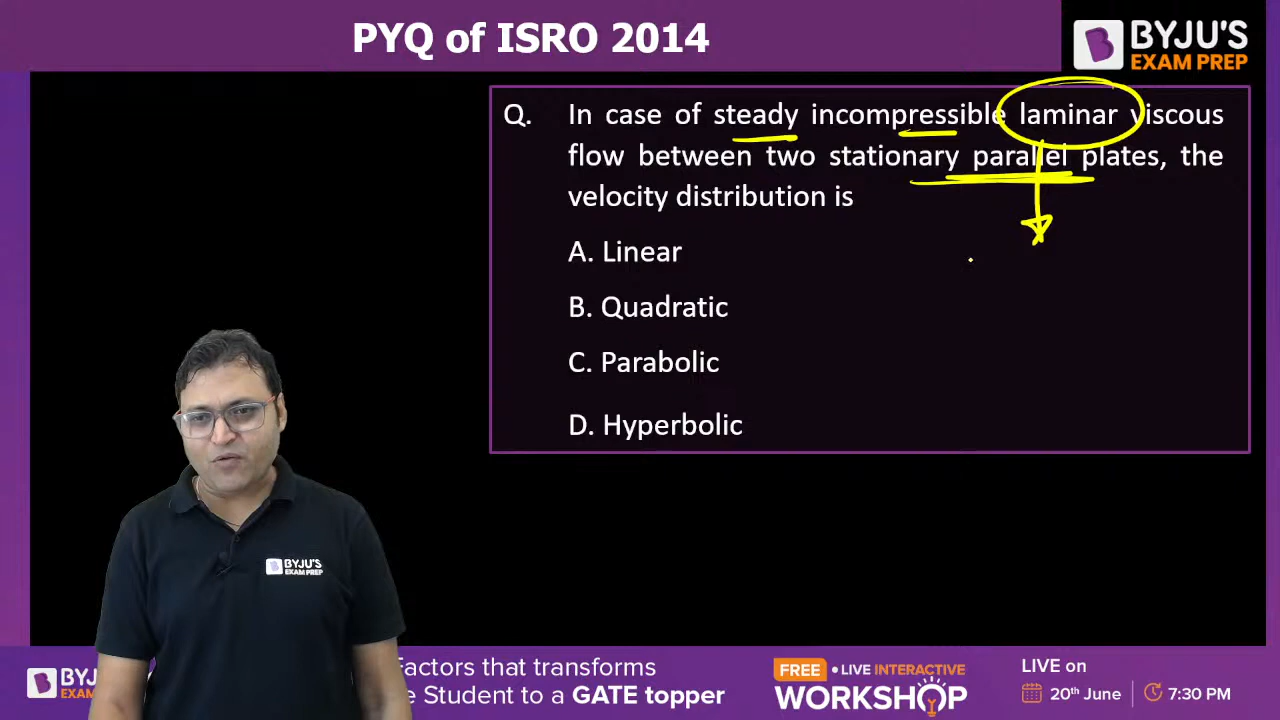 PYQ of ISRO 2014
BYJU'S
EXAM PREP
Q. In case of steady incompressible laminar viscous
flow between two stationary parallel plates, the
velocity distribution is
A. Linear
B. Quadratic
C. Parabolic
D. Hyperbolic
BYJU'S
EXAM PREP
BYJU
EXAM
Factors that transforms
e Student to a GATE topper
FREE • LIVE INTERACTIVE
WORKSHOP
LIVE on
20th June | 7:30 PM